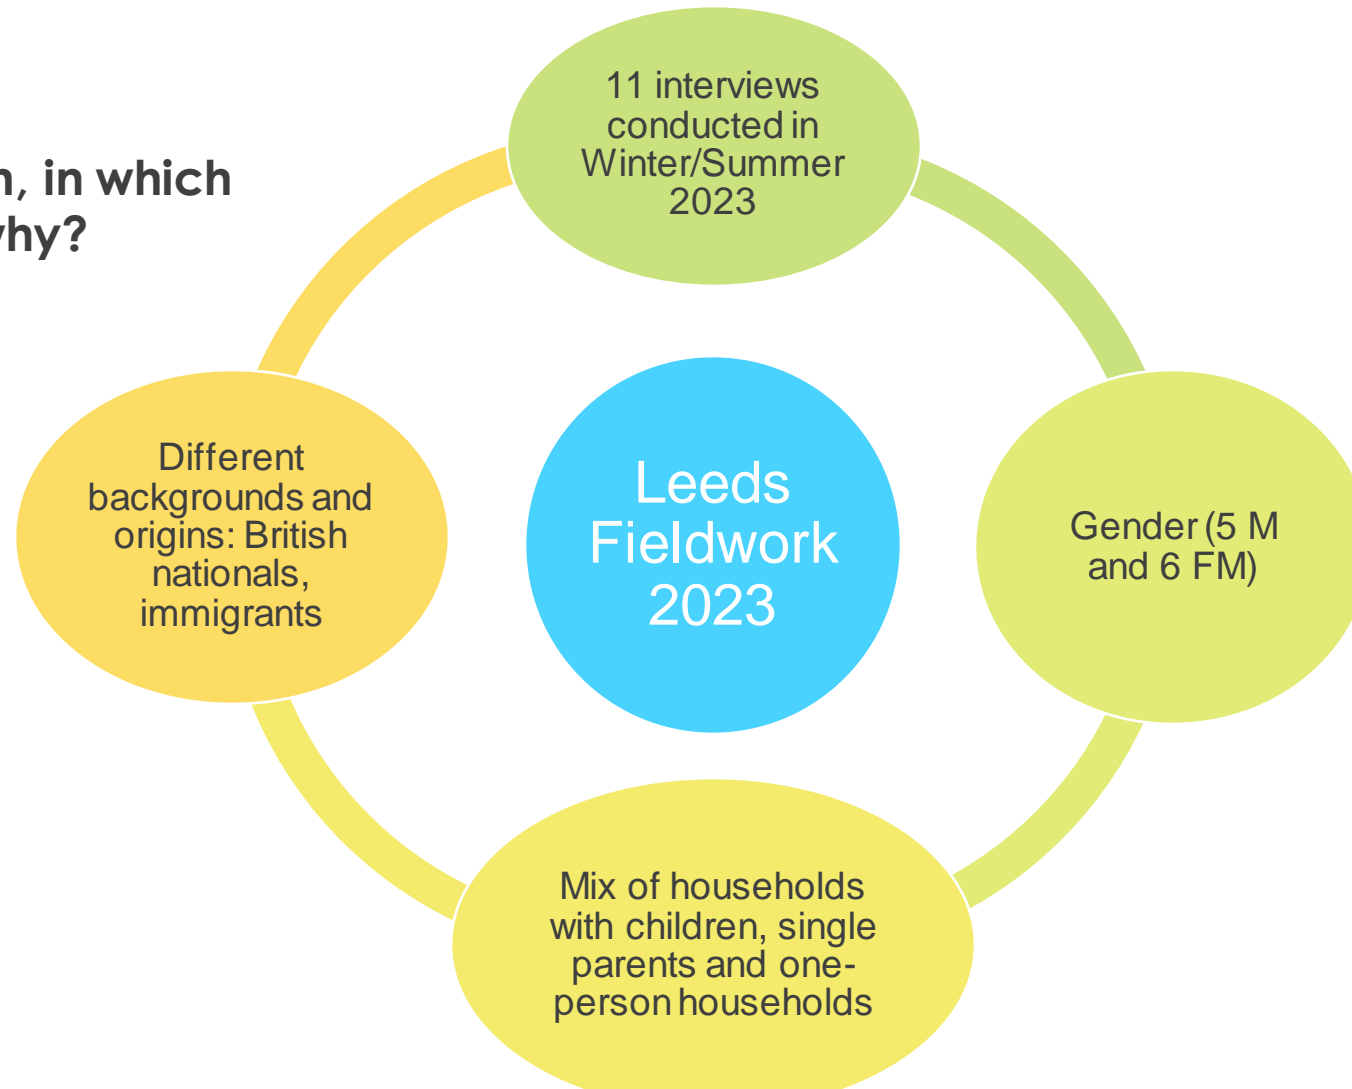 , in which
why?
11 interviews
conducted in
Winter/Summer
2023
Different
backgrounds and
origins: British
nationals,
immigrants
Leeds
Fieldwork
2023
Gender (5 M
and 6 FM)
Mix of households
with children, single
parents and one-
person households